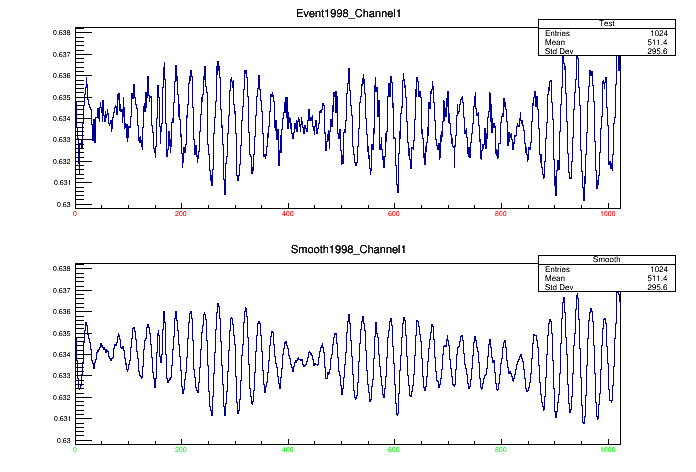 Event1998_Channel1
Test
Entries 1024
Mean 511.4
Std Dev 295.6
0.638
0.637
0.636
0.635
0.634
0.633
0.632
0.631
0.63
0 200 400 600 800 1000
Smooth1998_Channel1
Smooth
Entries 1024
Mean 511.4
Std Dev 295.6
0.638
0.637
0.636
0.635
0.634
0.633
0.632
0.631
0.63
0 200 400 600 800 1000